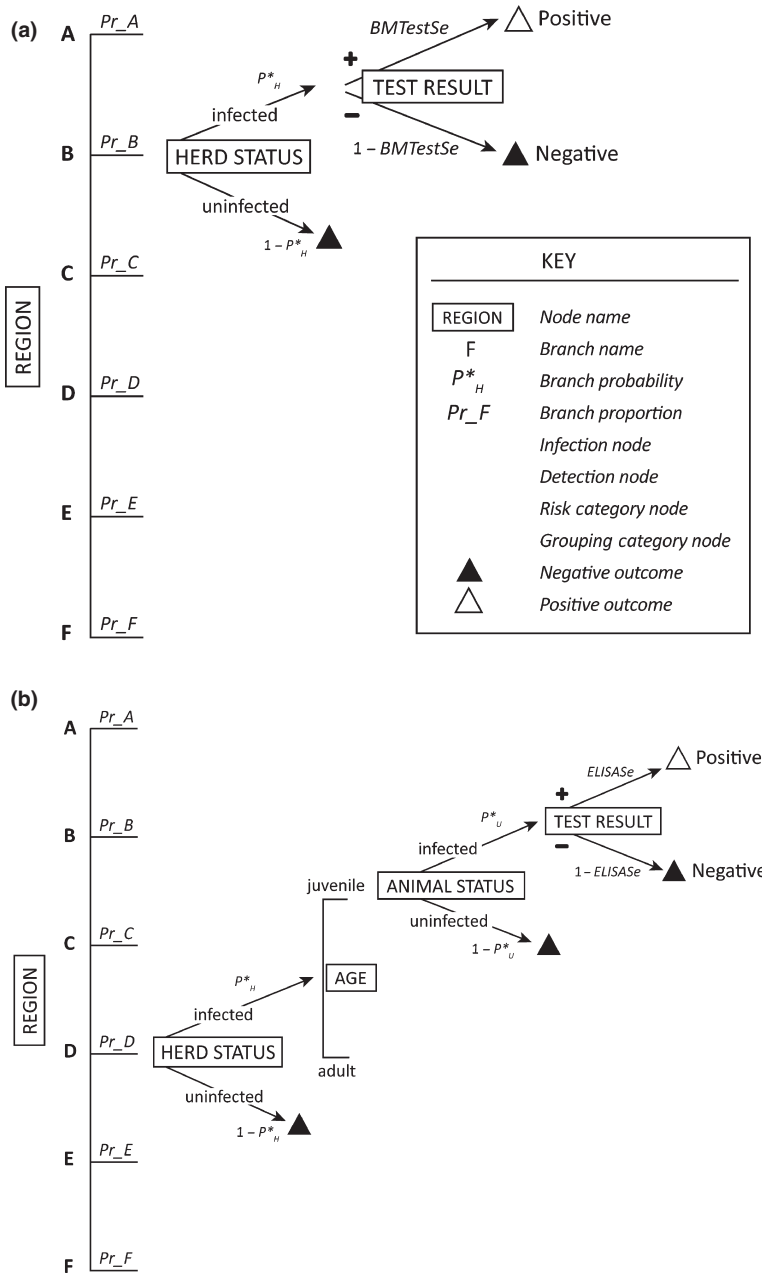 (a)
A
Pr_A
BMTestSe
Positive
+
P*H
TEST RESULT
infected
−
B
Pr_B
HERD STATUS
1 – BMTestSe
Negative
uninfected
1 – P*H
C
Pr_C
REGION
D
Pr_D
E
Pr_E
F
Pr_F
KEY
REGION Node name
F Branch name
P*H Branch probability
Pr_F Branch proportion
Infection node
Detection node
Risk category node
Grouping category node
Negative outcome
Positive outcome
(b)
A
Pr_A
ELISASe
Positive
+
P*U
TEST RESULT
B
Pr_B
infected
−
1 – ELISASe
Negative
juvenile
ANIMAL STATUS
uninfected
1 – P*U
C
Pr_C
P*H
AGE
REGION
infected
D
Pr_D
HERD STATUS
adult
uninfected
1 – P*H
E
Pr_E
F
Pr_F